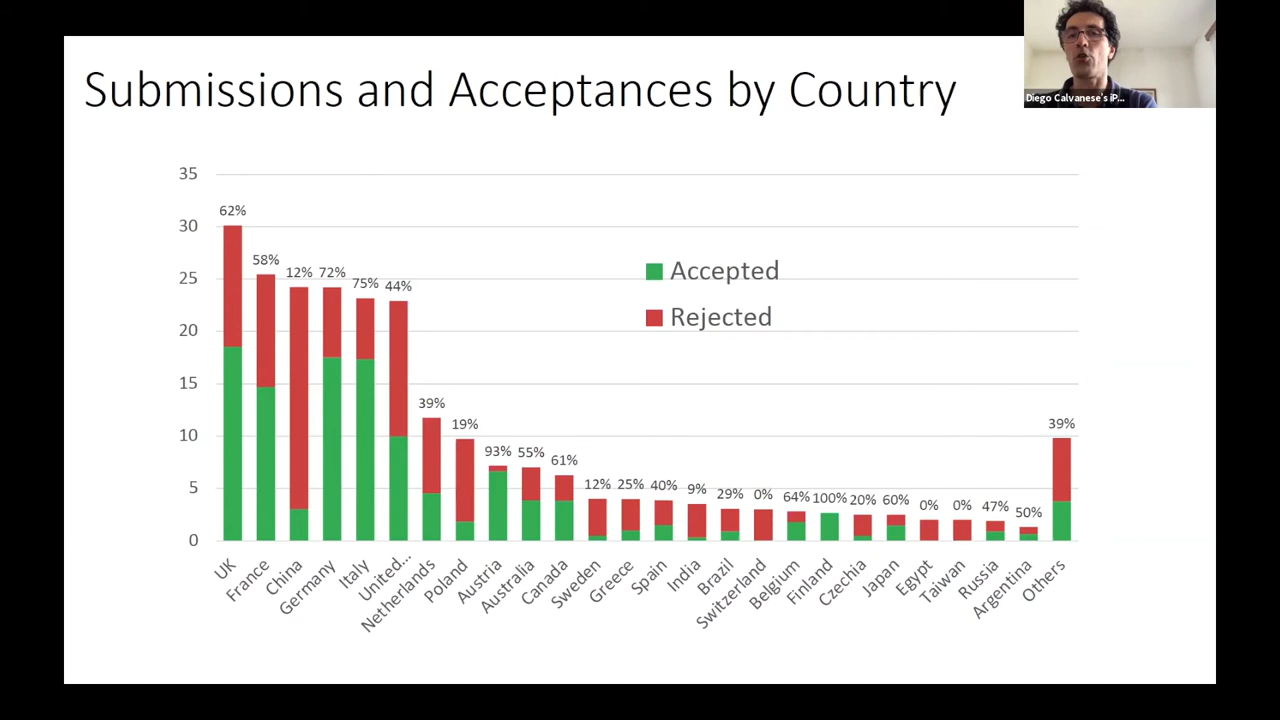 Submissions and Acceptances by Country
Diego Calvanese's iP...
35
30
25
20
15
10
5
0
62%
58%
12%
72%
75%
44%
39%
19%
93%
55%
61%
12%
25%
40%
9%
29%
0%
64%
100%
20%
60%
0%
0%
47%
50%
39%
Accepted
Rejected
UK
France
China
Germany
Italy
United...
Netherlands
Poland
Austria
Australia
Canada
Sweden
Greece
Spain
India
Brazil
Switzerland
Belgium
Finland
Czechia
Japan
Egypt
Taiwan
Russia
Argentina
Others